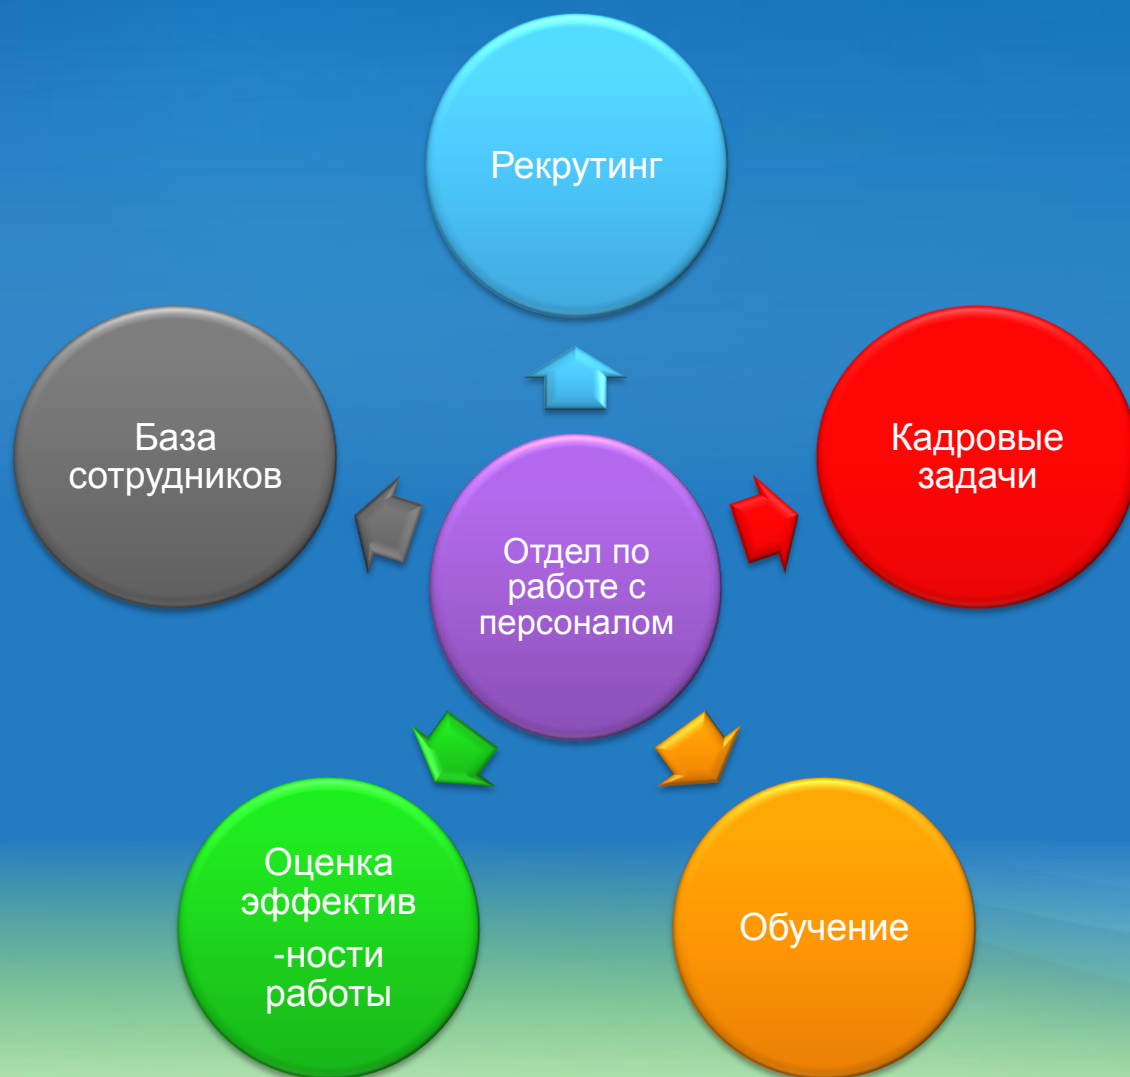 Рекрутинг
База
сотрудников
Кадровые
задачи
Отдел по
работе с
персоналом
Оценка
эффектив
-ности
работы
Обучение